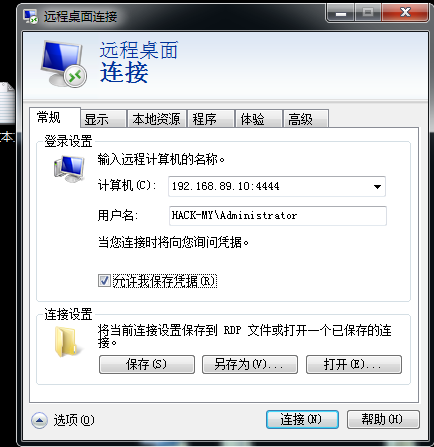 远程桌面连接
远程桌面
连接
常规 显示 本地资源 程序 体验 高级
登录设置
输入远程计算机的名称。
计算机(C): 192.168.89.10:4444
用户名: HACK-MY\Administrator
当您连接时将向您询问凭据。
允许我保存凭据(R)
连接设置
将当前连接设置保存到 RDP 文件或打开一个已保存的连
接。
保存(S) 另存为(V)... 打开(E)...
选项(O) 连接(N) 帮助(H)